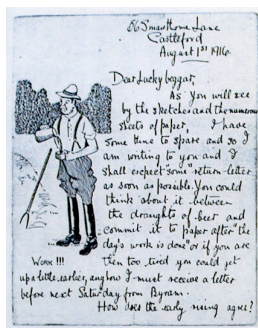 56 Smawthorne Lane
Castleford
August 1st 1916.
Dear Lucky beggar,
As you will see
by the sketches and the numerous
sheets of paper, I have
some time to spare and so I
am writing to you and I
shall expect "some" return-letter
as soon as possible. You could
think about it between
the draughts of beer and
commit it to paper after "the
day's work is done" or if you are
then too tired you could get
up a little earlier, anyhow I must receive a letter
before next Saturday from Byram.
How does the early rising agree?
Work !!!